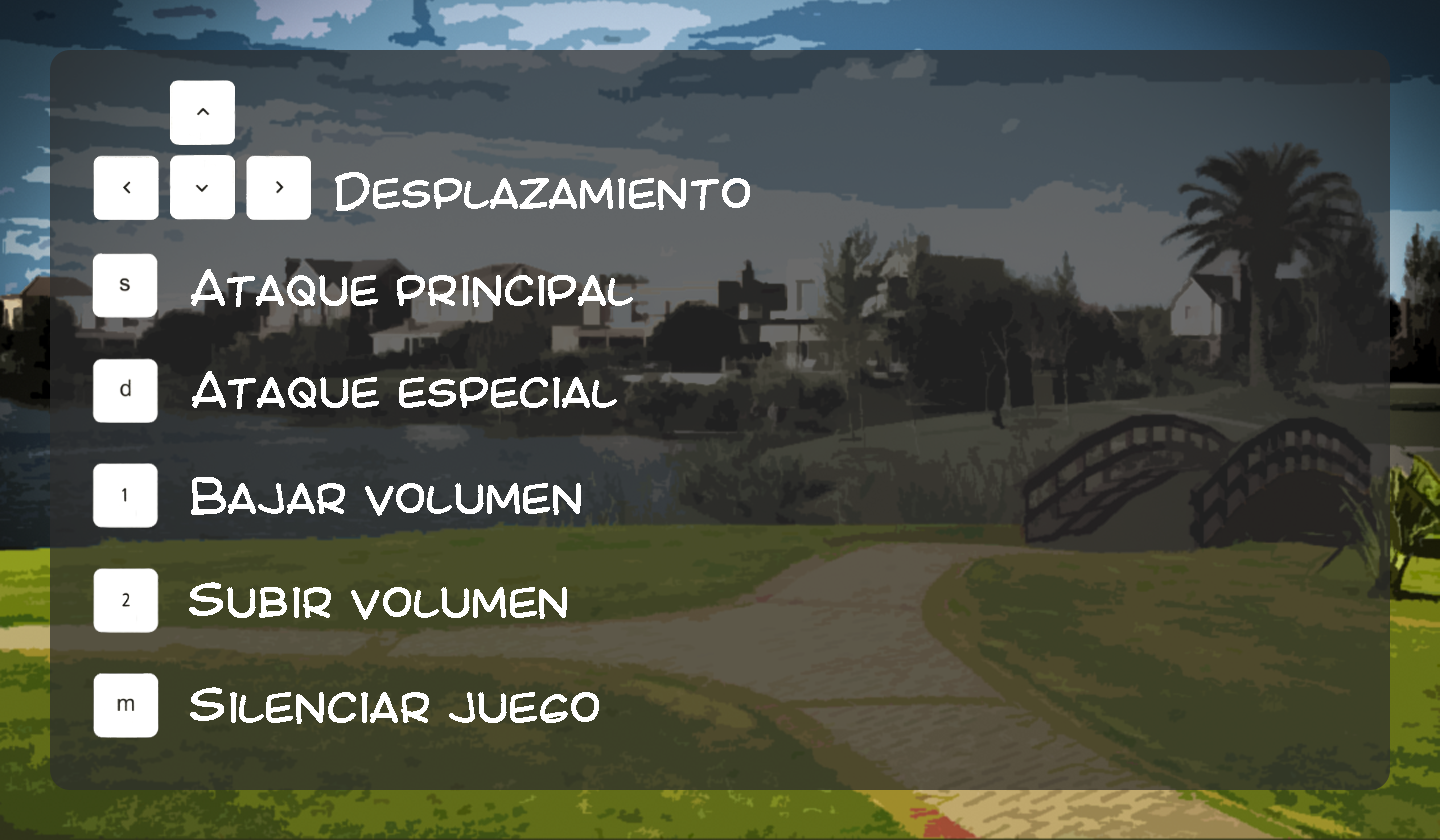 ^
< ⌄ > Desplazamiento
s Ataque principal
d Ataque especial
1 Bajar volumen
2 Subir volumen
m Silenciar juego